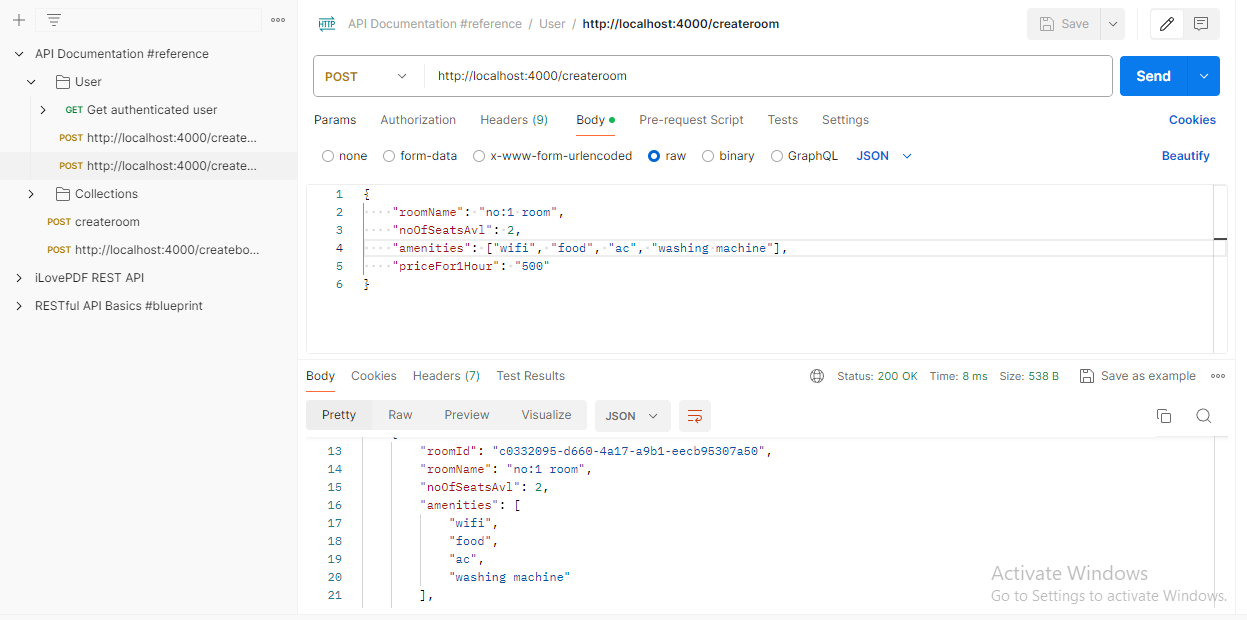 HTTP API Documentation #reference / User / http://localhost:4000/createroom Save
API Documentation #reference
User
GET Get authenticated user
POST http://localhost:4000/create...
POST http://localhost:4000/create...
Collections
POST createroom
POST http://localhost:4000/createbo...
iLovePDF REST API
RESTful API Basics #blueprint
POST http://localhost:4000/createroom Send
Params Authorization Headers (9) Body Pre-request Script Tests Settings Cookies
none form-data x-www-form-urlencoded raw binary GraphQL JSON Beautify
1 {
2 ····"roomName":·"no:1·room",
3 ····"noOfSeatsAvl":·2,
4 ····"amenities":·["wifi",·"food",·"ac",·"washing·machine"],
5 ····"priceFor1Hour":·"500"
6 }
Body Cookies Headers (7) Test Results Status: 200 OK Time: 8 ms Size: 538 B Save as example
Pretty Raw Preview Visualize JSON
13 "roomId": "c0332095-d660-4a17-a9b1-eecb95307a50",
14 "roomName": "no:1 room",
15 "noOfSeatsAvl": 2,
16 "amenities": [
17 "wifi",
18 "food",
19 "ac",
20 "washing machine"
21 ],
Activate Windows
Go to Settings to activate Windows.